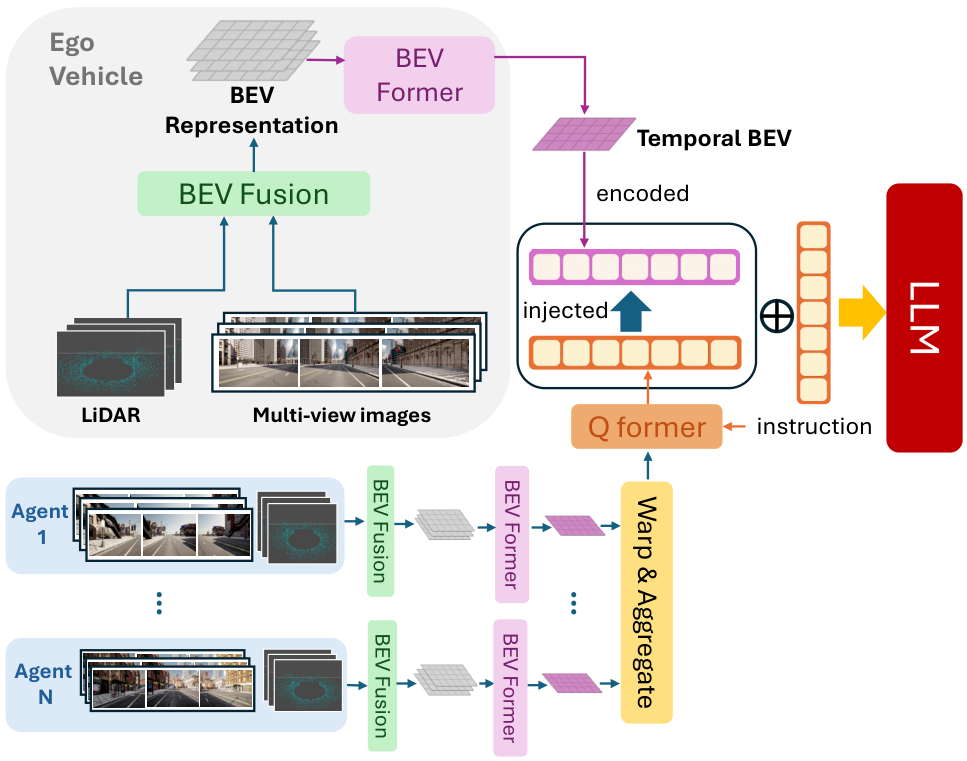 Ego
Vehicle
BEV
Representation
BEV
Former
Temporal BEV
BEV Fusion
encoded
LiDAR
Multi-view images
injected
LLM
Q former
instruction
Agent
1
BEV Fusion
BEV Former
Warp & Aggregate
Agent
N
BEV Fusion
BEV Former